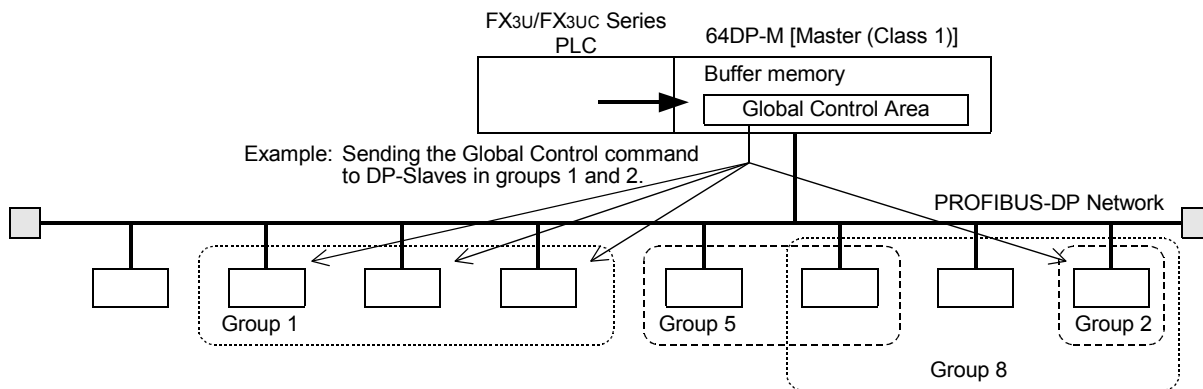 FX3U/FX3UC Series
PLC
64DP-M [Master (Class 1)]
Buffer memory
Global Control Area
Example: Sending the Global Control command
to DP-Slaves in groups 1 and 2.
PROFIBUS-DP Network
Group 1
Group 5
Group 2
Group 8